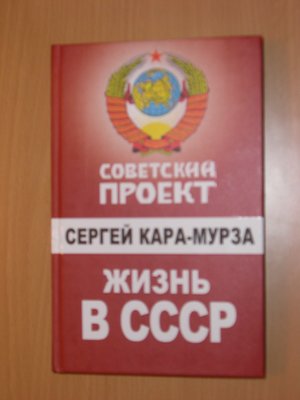 СОВЕТСКИЙ
ПРОЕКТ
СЕРГЕЙ КАРА-МУРЗА
ЖИЗНЬ
В СССР